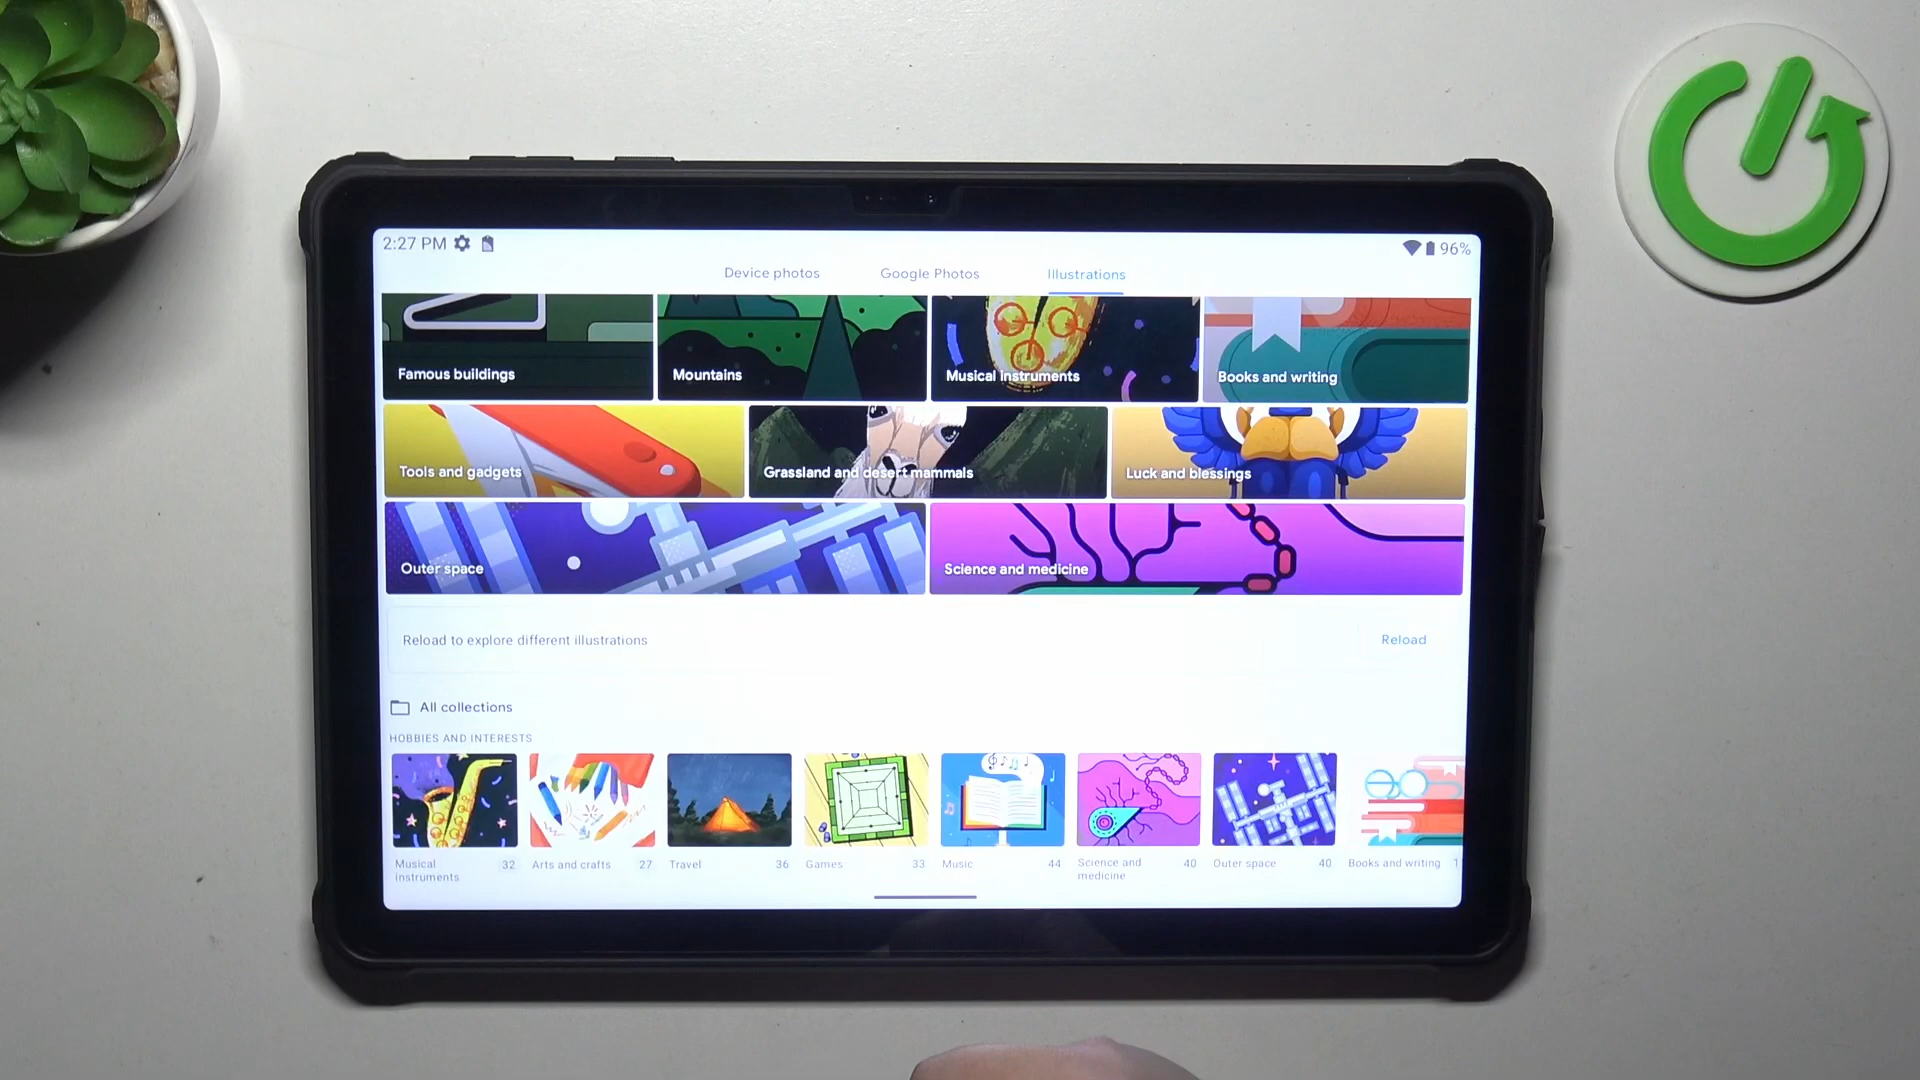 2:27 PM
96%
Device photos
Google Photos
Illustrations
Famous buildings
Mountains
Musical instruments
Books and writing
Tools and gadgets
Grassland and desert mammals
Luck and blessings
Outer space
Science and medicine
Reload to explore different illustrations
Reload
All collections
HOBBIES AND INTERESTS
Musical
instruments
32
Arts and crafts
27
Travel
36
Games
33
Music
44
Science and
medicine
40
Outer space
40
Books and writing